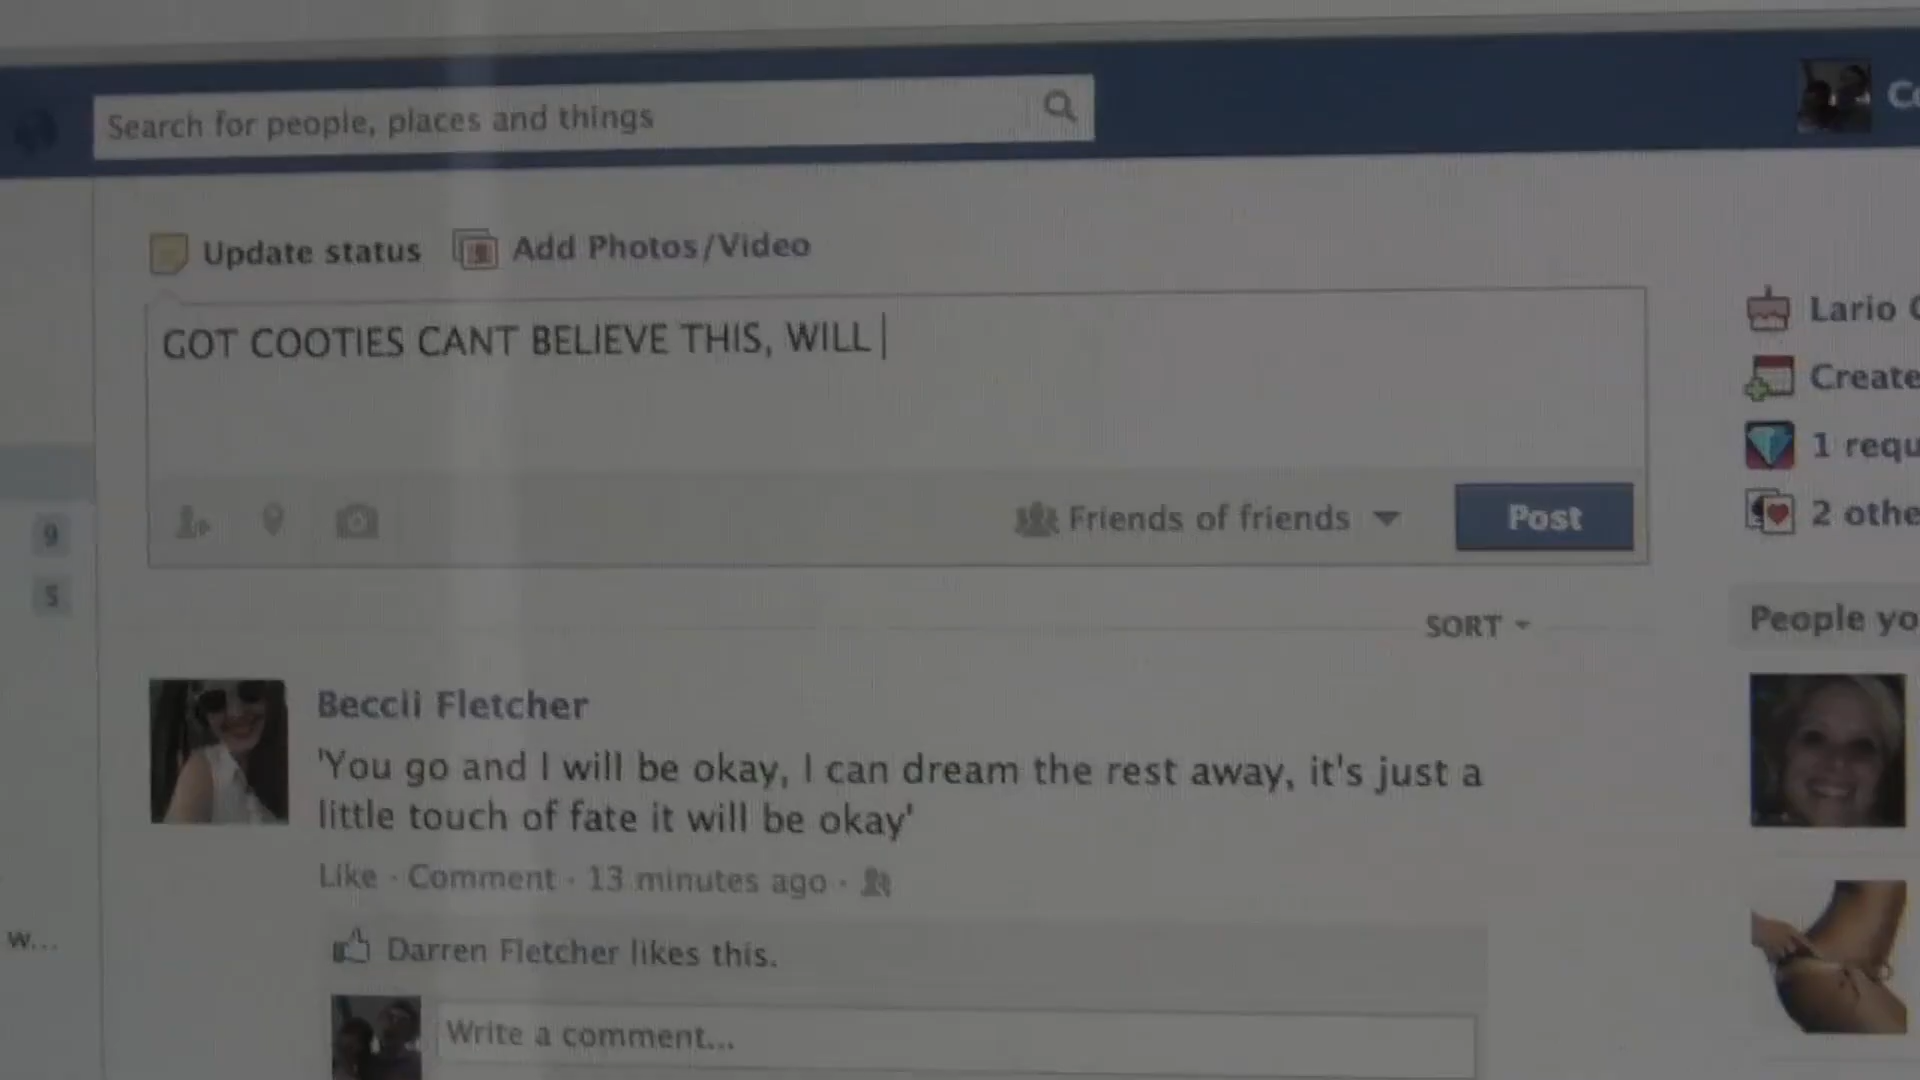 Search for people, places and things
Update status
Add Photos/Video
GOT COOTIES CANT BELIEVE THIS, WILL
Friends of friends
Post
SORT
Beccii Fletcher
'You go and I will be okay, I can dream the rest away, it's just a
little touch of fate it will be okay'
Like · Comment · 13 minutes ago ·
Darren Fletcher likes this.
Write a comment...
9
5
w...
Lario
Create
1
2
People